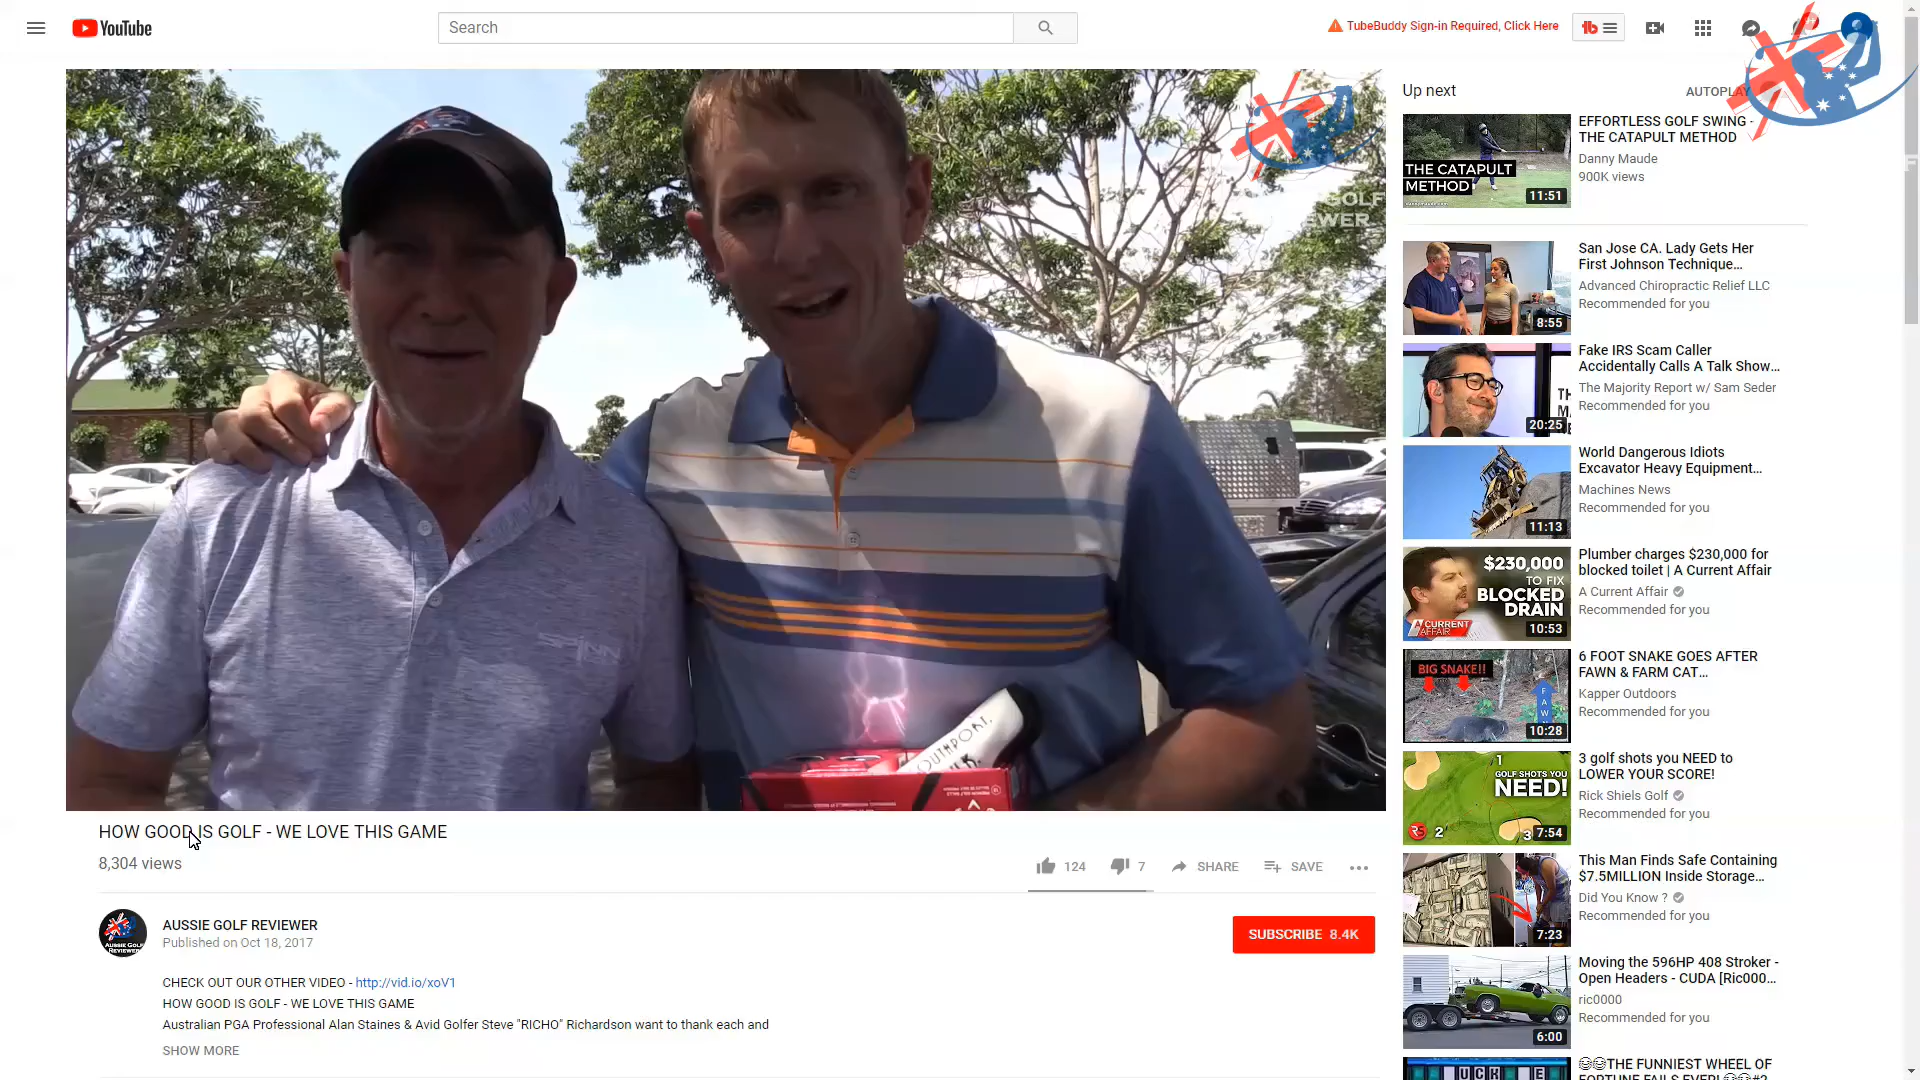 YouTube
Search
TubeBuddy Sign-in Required, Click Here
tb
GOLF
OUTHPORT
HOW GOOD IS GOLF - WE LOVE THIS GAME
8,304 views
124
7
SHARE
SAVE
AUSSIE GOLF REVIEWER
Published on Oct 18, 2017
SUBSCRIBE 8.4K
CHECK OUT OUR OTHER VIDEO - http://vid.io/xoV1
HOW GOOD IS GOLF - WE LOVE THIS GAME
Australian PGA Professional Alan Staines & Avid Golfer Steve "RICHO" Richardson want to thank each and
SHOW MORE
Up next
AUTOPLAY
THE CATAPULT
METHOD
11:51
EFFORTLESS GOLF SWING -
THE CATAPULT METHOD
Danny Maude
900K views
8:55
San Jose CA. Lady Gets Her
First Johnson Technique...
Advanced Chiropractic Relief LLC
Recommended for you
20:25
Fake IRS Scam Caller
Accidentally Calls A Talk Show...
The Majority Report w/ Sam Seder
Recommended for you
11:13
World Dangerous Idiots
Excavator Heavy Equipment...
Machines News
Recommended for you
$230,000
TO FIX
BLOCKED
DRAIN
A CURRENT
AFFAIR
10:53
Plumber charges $230,000 for
blocked toilet | A Current Affair
A Current Affair
Recommended for you
BIG SNAKE!!
FAWN
10:28
6 FOOT SNAKE GOES AFTER
FAWN & FARM CAT...
Kapper Outdoors
Recommended for you
1
GOLF SHOTS YOU
NEED!
2
3
7:54
3 golf shots you NEED to
LOWER YOUR SCORE!
Rick Shiels Golf
Recommended for you
7:23
This Man Finds Safe Containing
$7.5MILLION Inside Storage...
Did You Know ?
Recommended for you
6:00
Moving the 596HP 408 Stroker -
Open Headers - CUDA [Ric000...
ric0000
Recommended for you
THE FUNNIEST WHEEL OF